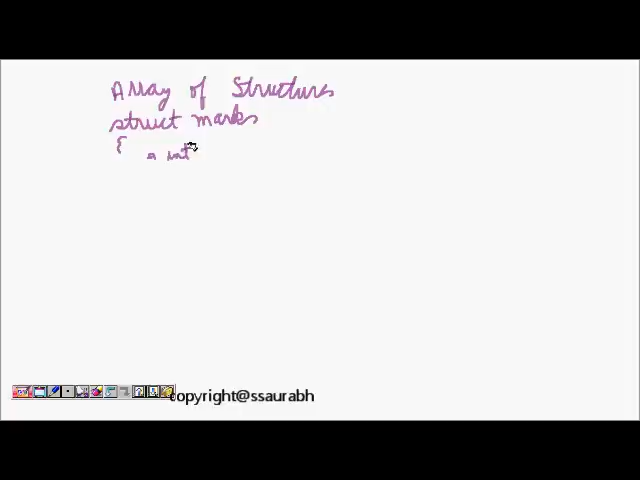 Array of Structures
struct marks
{
int
copyright@ssaurabh